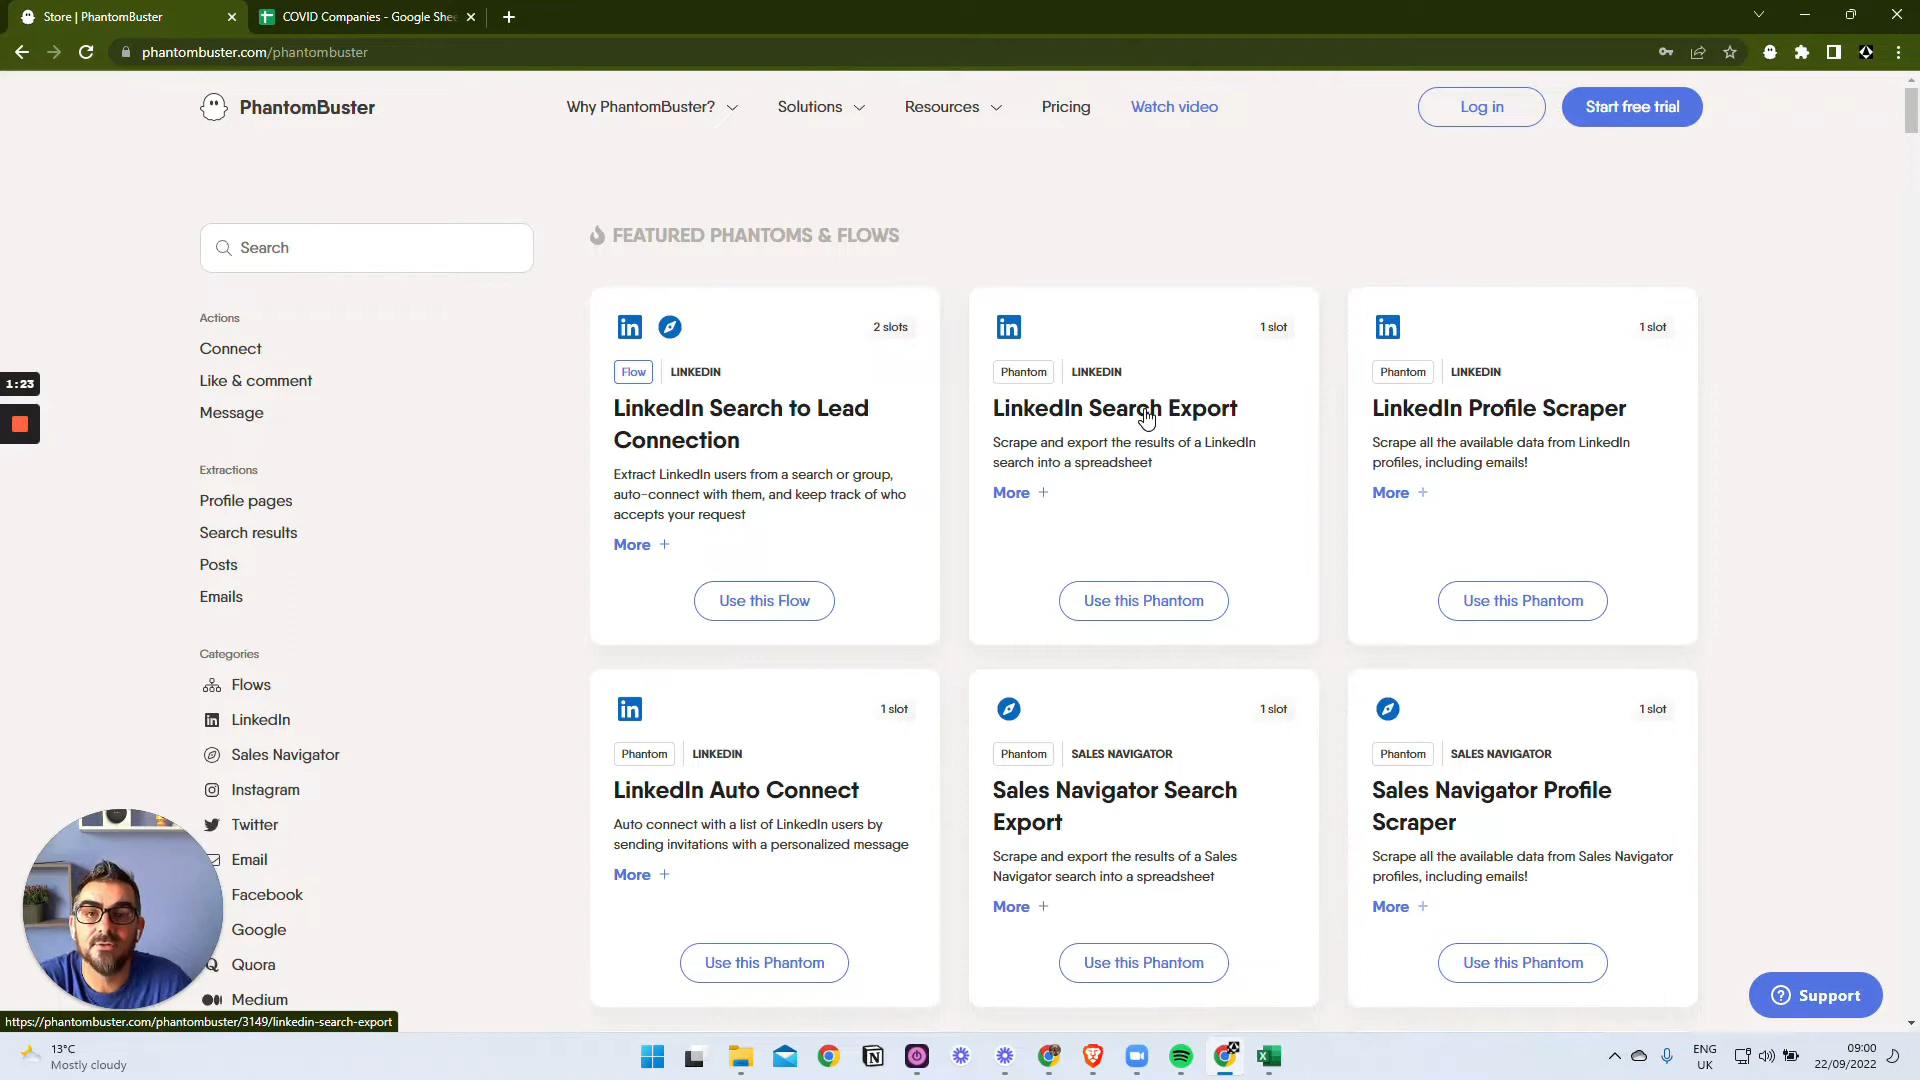 Store | PhantomBuster
COVID Companies - Google She
phantombuster.com/phantombuster
PhantomBuster
Why PhantomBuster?
Solutions
Resources
Pricing
Watch video
Log in
Start free trial
Search
FEATURED PHANTOMS & FLOWS
Actions
Connect
Like & comment
Message
Extractions
Profile pages
Search results
Posts
Emails
Categories
Flows
LinkedIn
Sales Navigator
Instagram
Twitter
Email
Facebook
Google
Quora
Medium
1:23
2 slots
Flow
LINKEDIN
LinkedIn Search to Lead
Connection
Extract LinkedIn users from a search or group,
auto-connect with them, and keep track of who
accepts your request
More +
Use this Flow
1 slot
Phantom
LINKEDIN
LinkedIn Search Export
Scrape and export the results of a LinkedIn
search into a spreadsheet
More +
Use this Phantom
1 slot
Phantom
LINKEDIN
LinkedIn Profile Scraper
Scrape all the available data from LinkedIn
profiles, including emails!
More +
Use this Phantom
1 slot
Phantom
LINKEDIN
LinkedIn Auto Connect
Auto connect with a list of LinkedIn users by
sending invitations with a personalized message
More +
Use this Phantom
1 slot
Phantom
SALES NAVIGATOR
Sales Navigator Search
Export
Scrape and export the results of a Sales
Navigator search into a spreadsheet
More +
Use this Phantom
1 slot
Phantom
SALES NAVIGATOR
Sales Navigator Profile
Scraper
Scrape all the available data from Sales Navigator
profiles, including emails!
More +
Use this Phantom
Support
https://phantombuster.com/phantombuster/3149/linkedin-search-export
13°C
Mostly cloudy
ENG
UK
09:00
22/09/2022